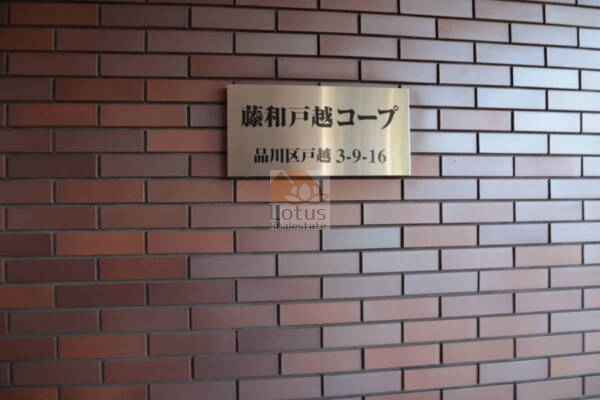 藤和戸越コープ
品川区戸越 3-9-16
Lotus
Realestate